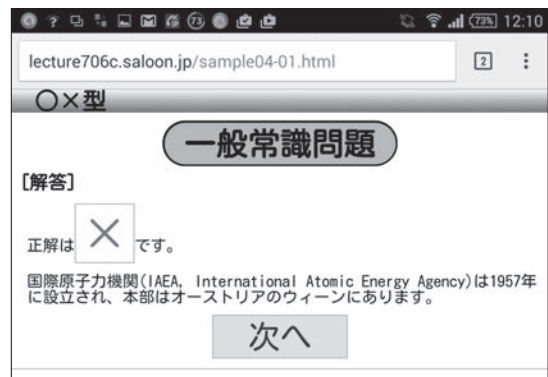 73 73% 12:10
lecture706c.saloon.jp/sample04-01.html 2
○×型
一般常識問題
[解答]
正解は × です。
国際原子力機関(IAEA, International Atomic Energy Agency)は1957年
に設立され、本部はオーストリアのウィーンにあります。
次へ